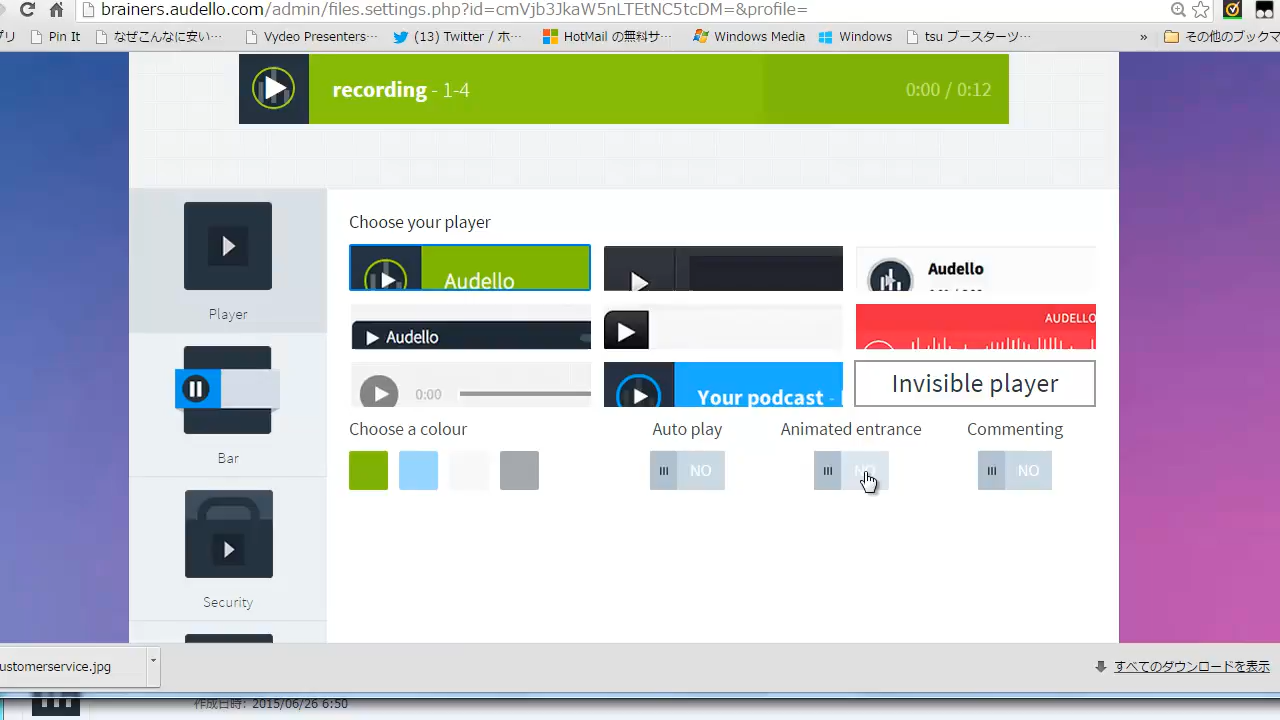 brainers.audello.com/admin/files.settings.php?id=cmVjb3JkaW5nLTEtNC5tcDM=&profile=
プリ Pin It なぜこんなに安い… Vydeo Presenters… (13) Twitter / ホ… HotMail の無料サ… Windows Media Windows tsu ブースターツ… » その他のブックマ
recording - 1-4 0:00 / 0:12
Choose your player
Audello
Audello
Audello
AUDELLO
0:00
Your podcast -
Invisible player
Player
Choose a colour Auto play Animated entrance Commenting
NO NO NO
Bar
Security
ustomerservice.jpg
すべてのダウンロードを表示
作成日時: 2015/06/26 6:50